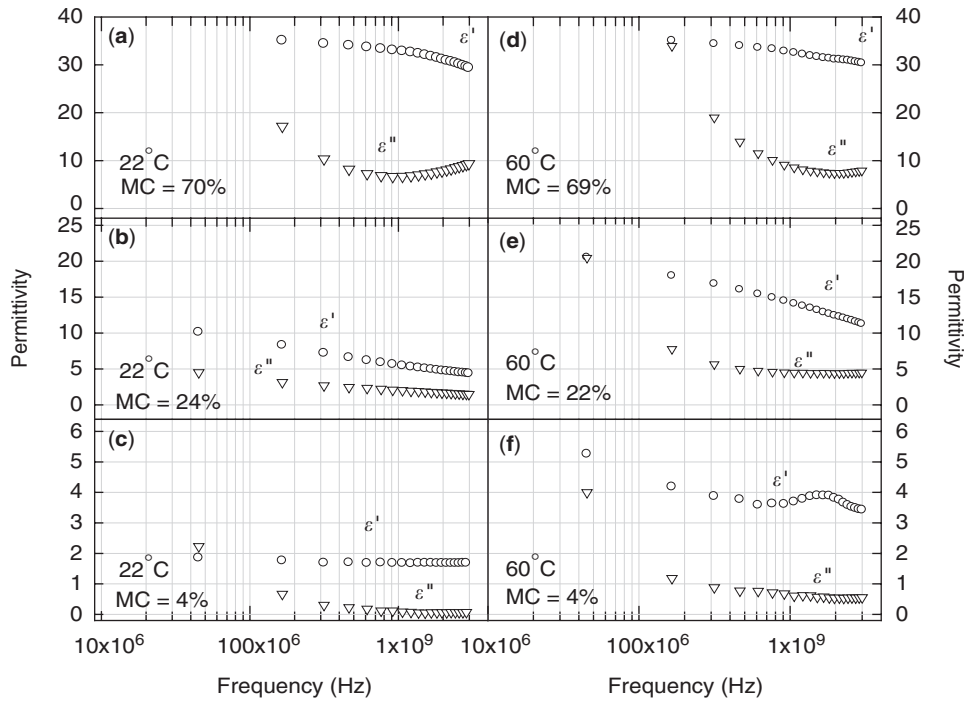 40 (a) ε' (d) ε' 40
30 30
20 20
ε" ε"
10 22°C 60°C 10
MC = 70% MC = 69%
0 0
25 (b) (e) 25
20 20
15 ε' 15
10 ε' 10
22°C ε" 60°C ε"
5 5
MC = 24% MC = 22%
0 0
6 (c) (f) 6
5 5
4 ε' 4
3 ε' 3
2 22°C 60°C 2
1 ε" ε" 1
MC = 4% MC = 4%
0 0
10x10⁶ 100x10⁶ 1x10⁹ 10x10⁶ 100x10⁶ 1x10⁹
Frequency (Hz) Frequency (Hz)
Permittivity
Permittivity